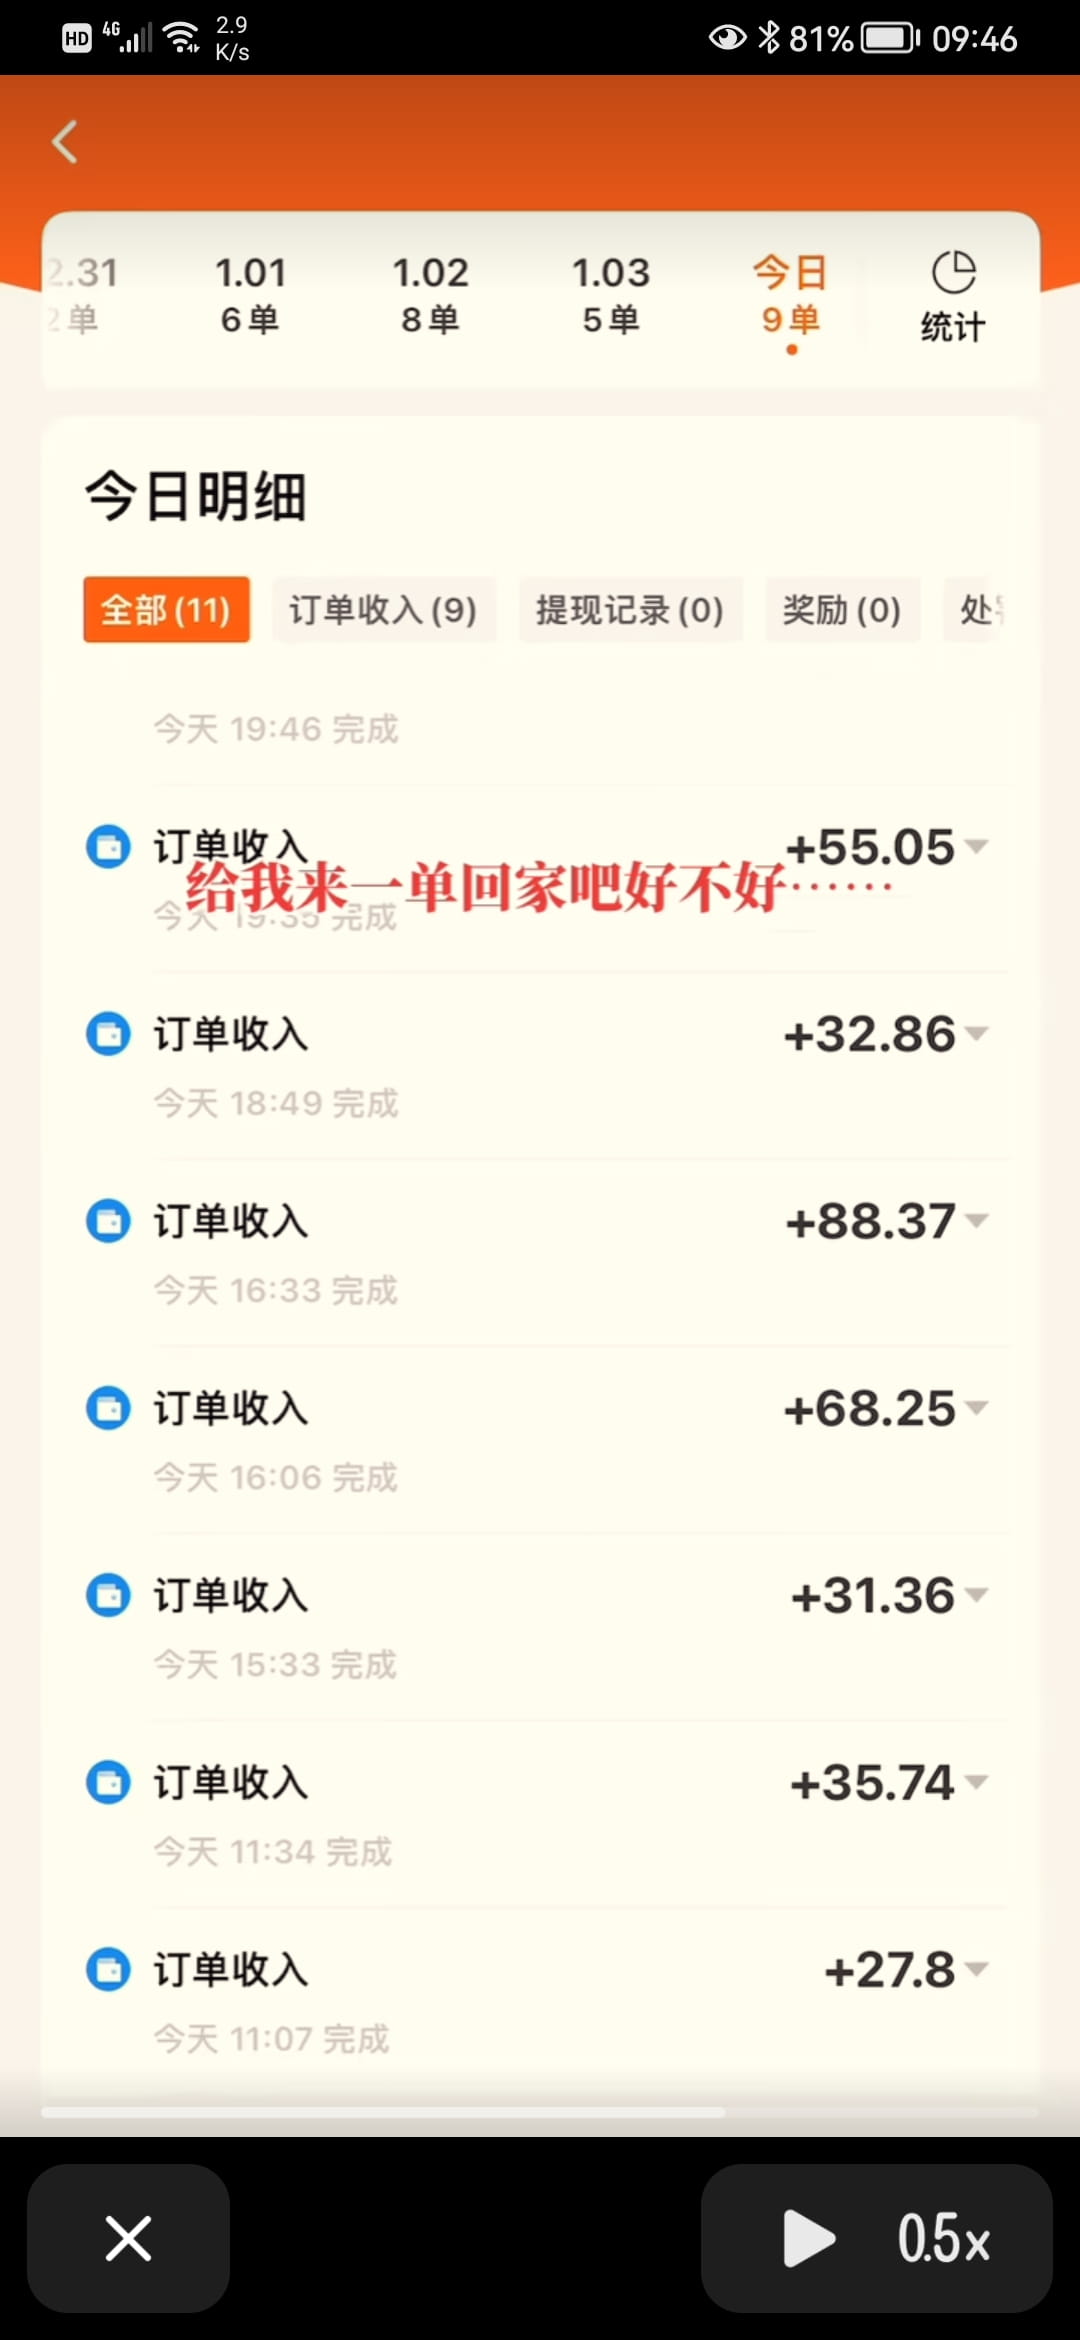 HD 4G 2.9 K/s 81% 09:46
1.01 1.02 1.03 今日
6单 8单 5单 9单 统计
今日明细
全部(11) 订单收入(9) 提现记录(0) 奖励(0)
今天 19:46 完成
订单收入 +55.05
给我来一单回家吧好不好……
今天 19:35 完成
订单收入 +32.86
今天 18:49 完成
订单收入 +88.37
今天 16:33 完成
订单收入 +68.25
今天 16:06 完成
订单收入 +31.36
今天 15:33 完成
订单收入 +35.74
今天 11:34 完成
订单收入 +27.8
今天 11:07 完成
0.5×